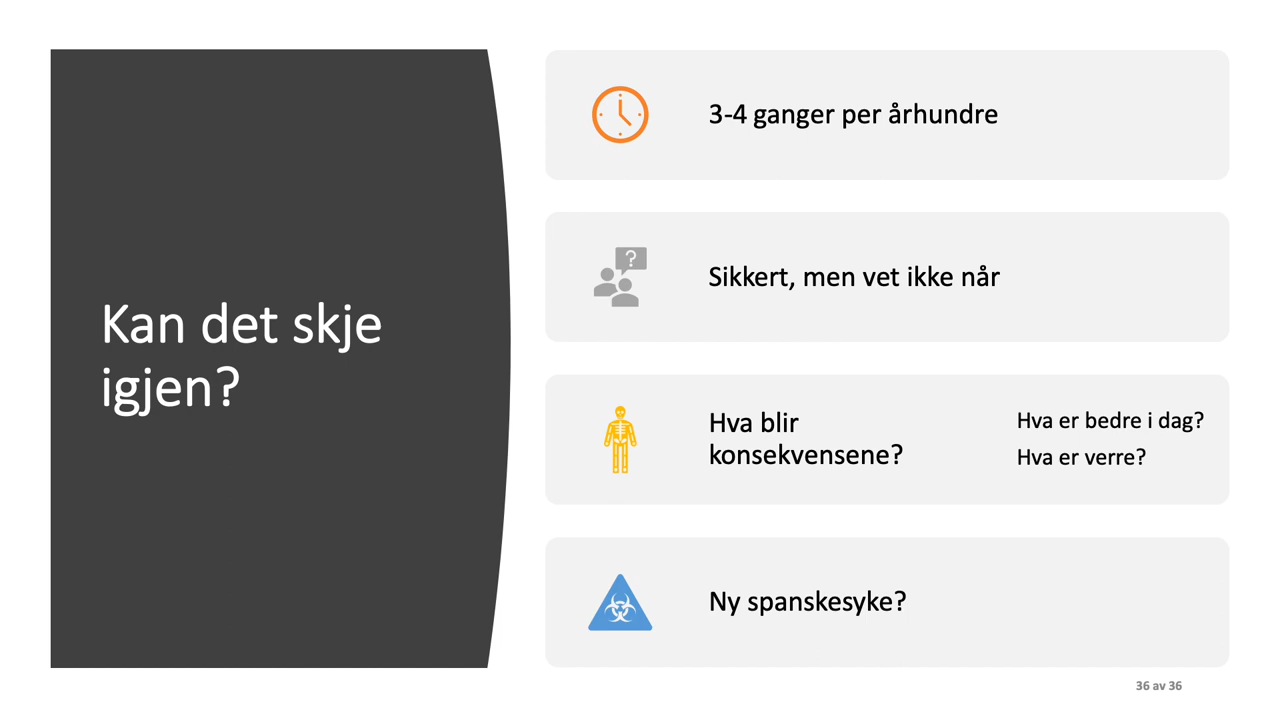 Kan det skje
igjen?
3-4 ganger per århundre
?
Sikkert, men vet ikke når
Hva blir
konsekvensene?
Hva er bedre i dag?
Hva er verre?
Ny spanskesyke?
36 av 36